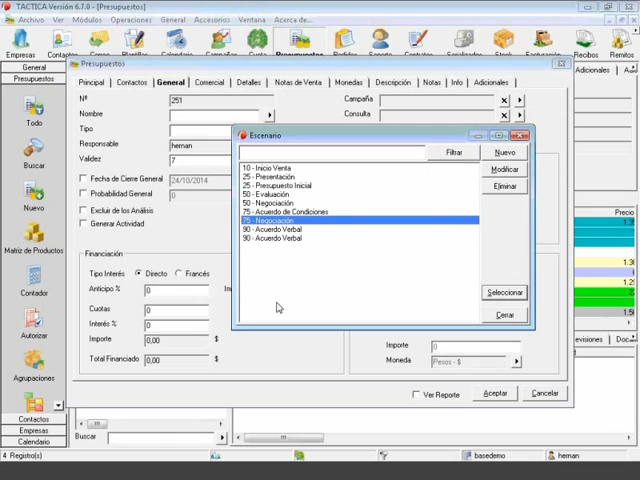 TACTICA Versión 6.7.0 - [Presupuestos]
Archivo Ver Módulos Operaciones General Accesorios Ventana Acerca de...
Empresas Contactos Calendario Presupuestos Contratos Facturas Recibos Remitos
General
Presupuestos
Todo
Buscar
Nuevo
Matriz de Productos
Contador
Autorizar
Agrupaciones
Contactos
Empresas
Calendario
Presupuestos
Principal Contactos General Comercial Detalles Notas de Venta Monedas Descripción Notas Info Adicionales
Nº 251
Campaña
Nombre
Consulta
Tipo
Responsable hernan
Validez 7
Fecha de Cierre General 24/10/2014
Probabilidad General 0
Excluir de los Análisis
Generar Actividad
Financiación
Tipo Interés Directo Francés
Anticipo % 0
Cuotas 0
Interés % 0
Importe 0,00 $
Total Financiado 0,00 $
Importe 0
Moneda Pesos - $
Ver Reporte Aceptar Cancelar
Escenario
Filtrar
Nuevo
Modificar
Eliminar
10 - Inicio Venta
25 - Presentación
25 - Presupuesto Inicial
50 - Evaluación
50 - Negociación
75 - Acuerdo de Condiciones
75 - Negociación
90 - Acuerdo Verbal
90 - Acuerdo Verbal
Seleccionar
Cerrar
Adicionales
Precio
Buscar
4 Registro(s) basedemo hernan